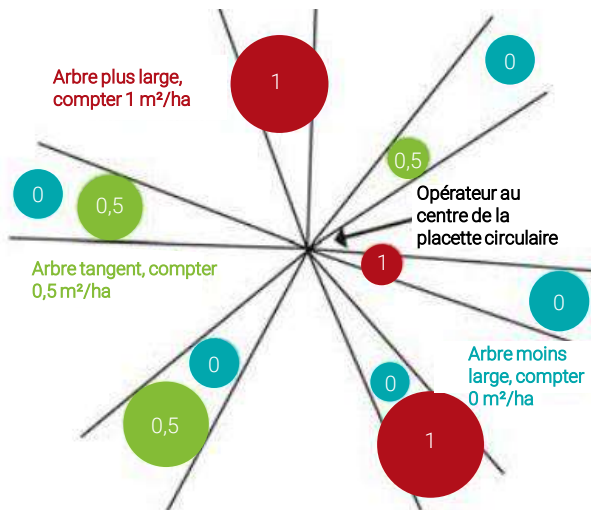 1
0
Arbre plus large,
compter 1 m²/ha
0,5
0
0,5
Opérateur au
centre de la
placette circulaire
Arbre tangent, compter
0,5 m²/ha
1
0
Arbre moins
large, compter
0 m²/ha
0
0
0,5
1